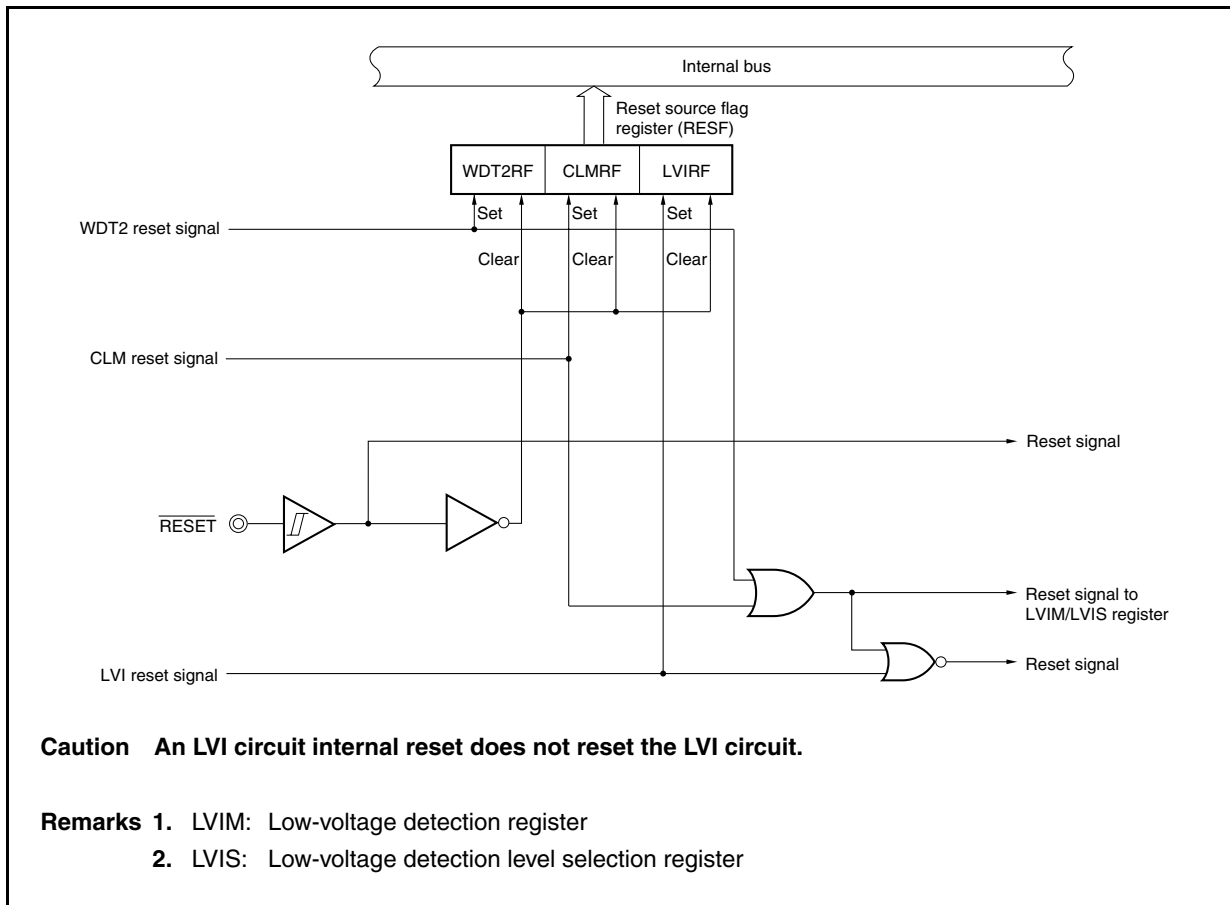 Internal bus
Reset source flag
register (RESF)
WDT2RF CLMRF LVIRF
Set Set Set
WDT2 reset signal
Clear Clear Clear
CLM reset signal
Reset signal
RESET
Reset signal to
LVIM/LVIS register
Reset signal
LVI reset signal
Caution An LVI circuit internal reset does not reset the LVI circuit.
Remarks 1. LVIM: Low-voltage detection register
2. LVIS: Low-voltage detection level selection register